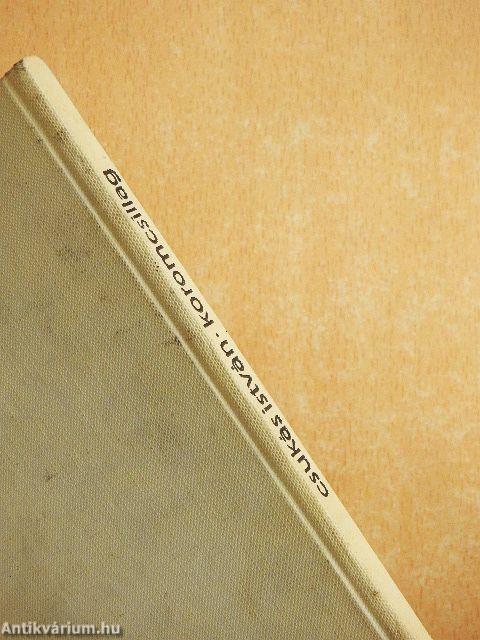 csukás istván · koromcsillag
Antikvárium.hu